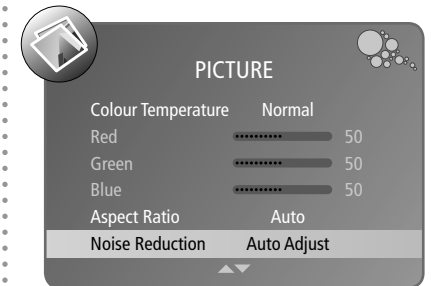 PICTURE
Colour Temperature Normal
Red 50
Green 50
Blue 50
Aspect Ratio Auto
Noise Reduction Auto Adjust